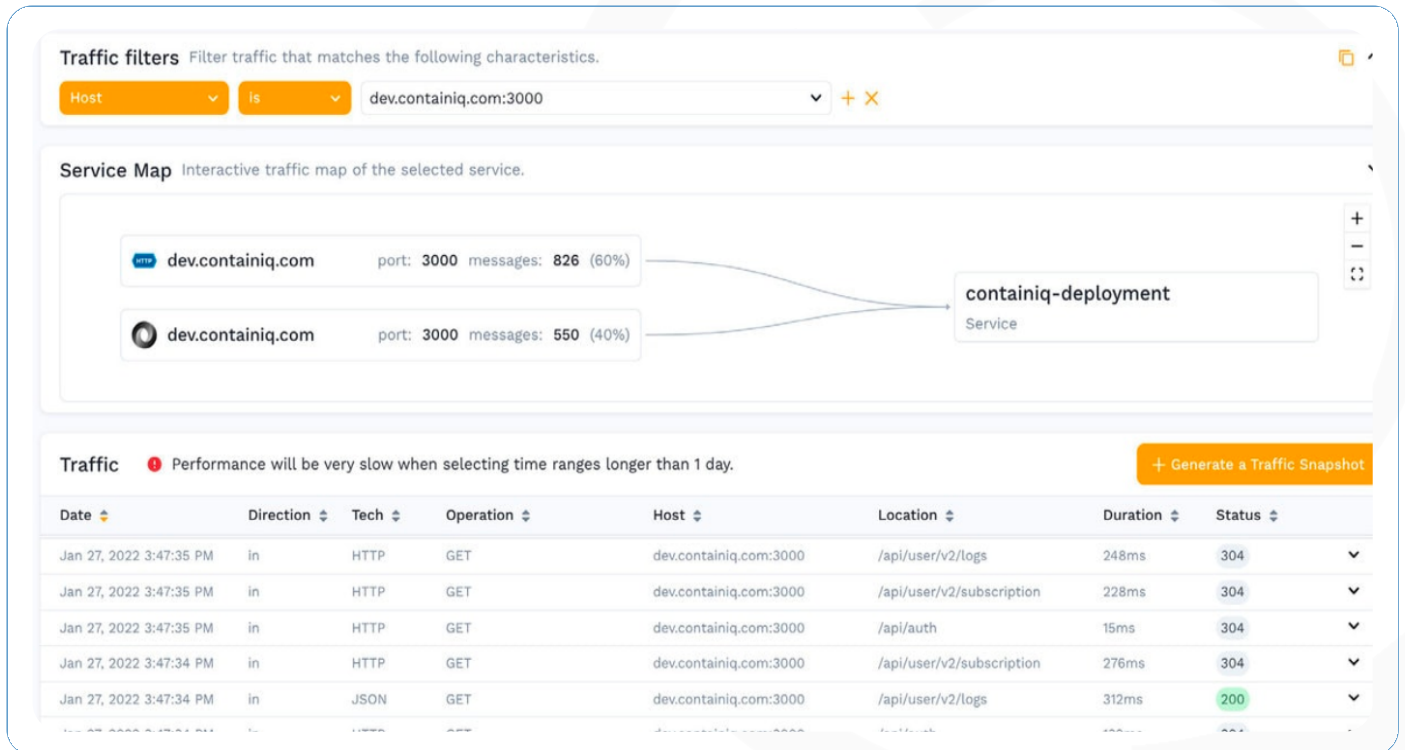 Traffic filters Filter traffic that matches the following characteristics.
Host is dev.containiq.com:3000
Service Map Interactive traffic map of the selected service.
HTTP dev.containiq.com port: 3000 messages: 826 (60%)
containiq-deployment
Service
dev.containiq.com port: 3000 messages: 550 (40%)
Traffic Performance will be very slow when selecting time ranges longer than 1 day. + Generate a Traffic Snapshot
Date Direction Tech Operation Host Location Duration Status
Jan 27, 2022 3:47:35 PM in HTTP GET dev.containiq.com:3000 /api/user/v2/logs 248ms 304
Jan 27, 2022 3:47:35 PM in HTTP GET dev.containiq.com:3000 /api/user/v2/subscription 228ms 304
Jan 27, 2022 3:47:35 PM in HTTP GET dev.containiq.com:3000 /api/auth 15ms 304
Jan 27, 2022 3:47:34 PM in HTTP GET dev.containiq.com:3000 /api/user/v2/subscription 276ms 304
Jan 27, 2022 3:47:34 PM in JSON GET dev.containiq.com:3000 /api/user/v2/logs 312ms 200